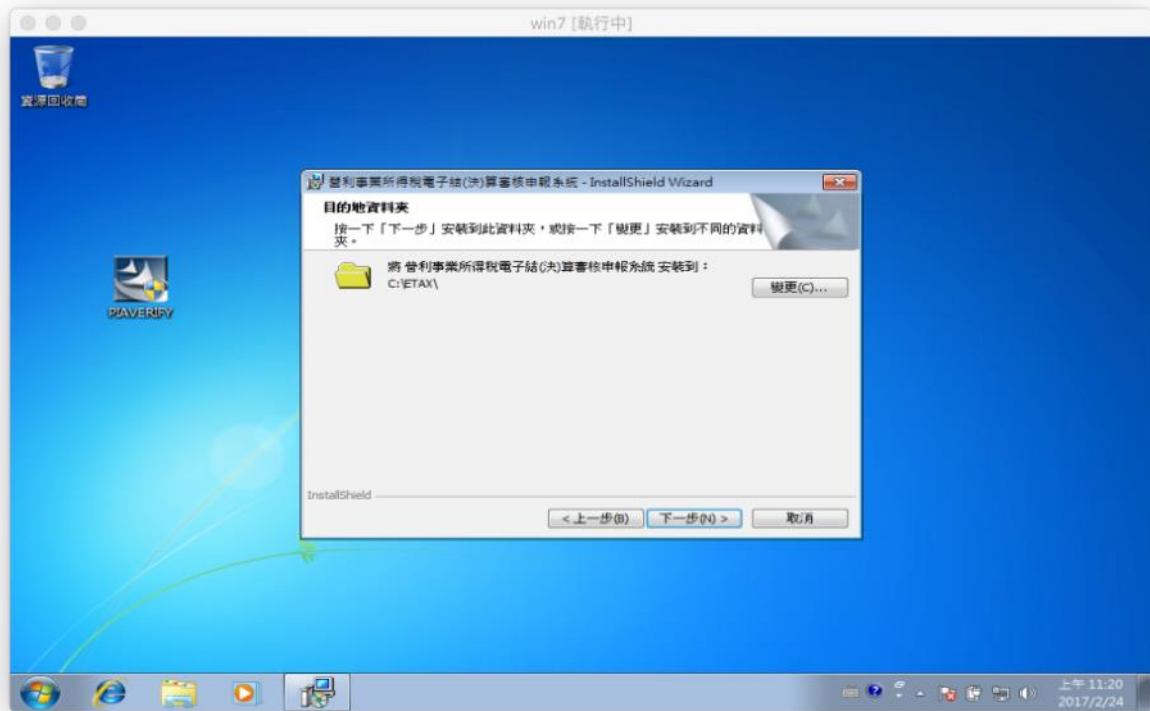 win7 [執行中]
資源回收筒
PIAVERIFY
營利事業所得稅電子結(決)算審核申報系統 - InstallShield Wizard
目的地資料夾
按一下「下一步」安裝到此資料夾，或按一下「變更」安裝到不同的資料
夾。
將 營利事業所得稅電子結(決)算審核申報系統 安裝到：
C:\ETAX\
變更(C)...
InstallShield
< 上一步(B)
下一步(N) >
取消
上午 11:20
2017/2/24